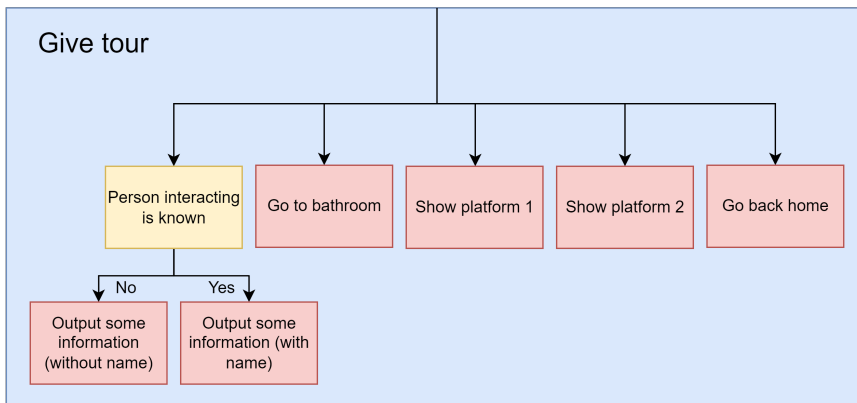 Give tour
Person interacting
is known
Go to bathroom
Show platform 1
Show platform 2
Go back home
No
Yes
Output some
information
(without name)
Output some
information (with
name)